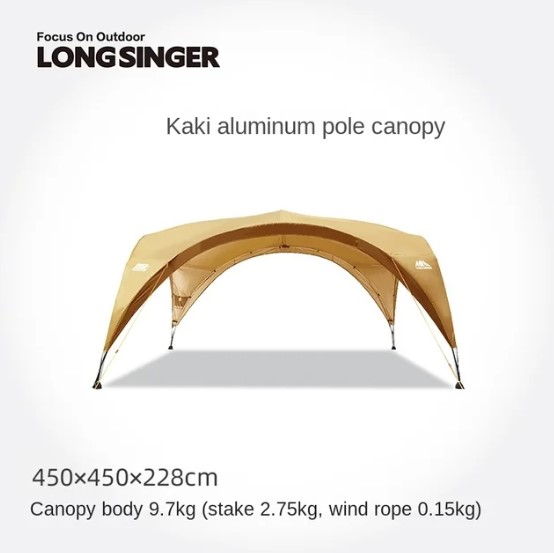 Focus On Outdoor
LONGSINGER
Kaki aluminum pole canopy
450×450×228cm
Canopy body 9.7kg (stake 2.75kg, wind rope 0.15kg)